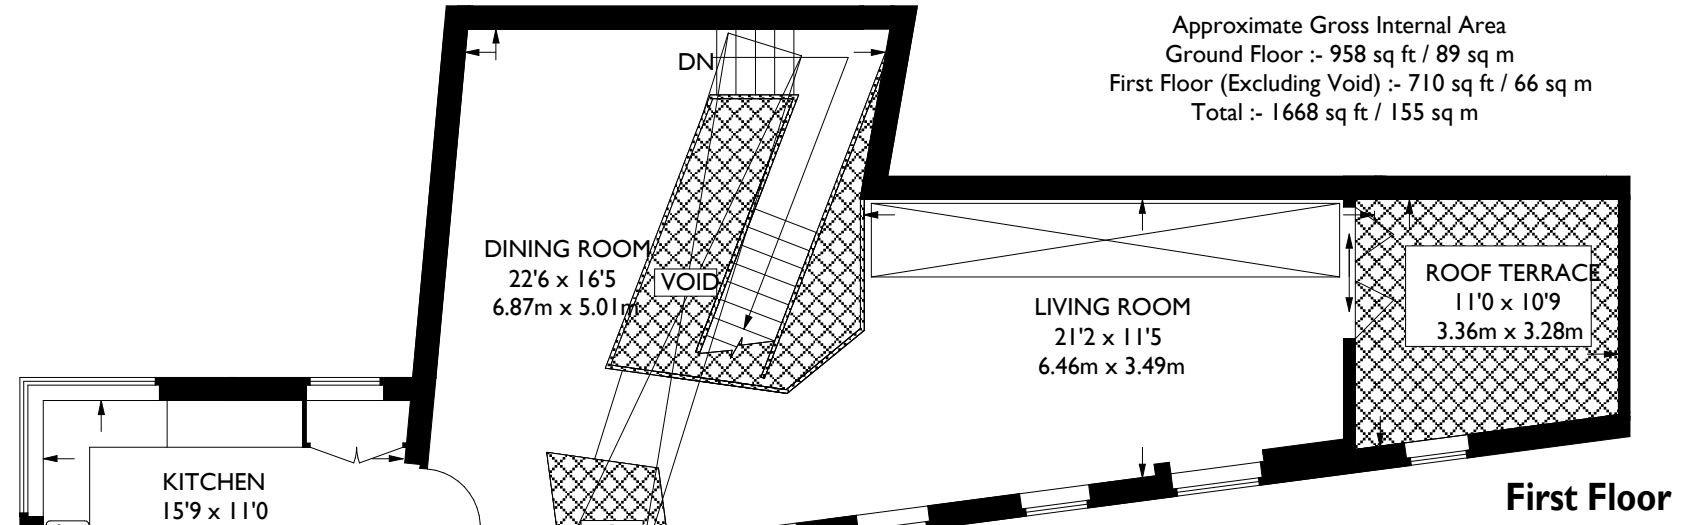 Approximate Gross Internal Area
Ground Floor :- 958 sq ft / 89 sq m
First Floor (Excluding Void) :- 710 sq ft / 66 sq m
Total :- 1668 sq ft / 155 sq m
DN
DINING ROOM
22'6 x 16'5
6.87m x 5.01m
VOID
LIVING ROOM
21'2 x 11'5
6.46m x 3.49m
ROOF TERRACE
11'0 x 10'9
3.36m x 3.28m
KITCHEN
15'9 x 11'0
First Floor